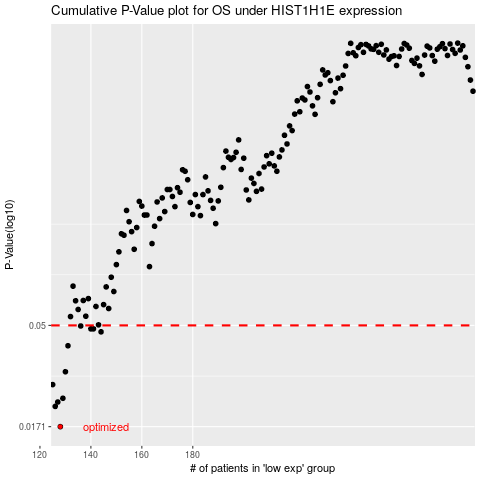 Cumulative P-Value plot for OS under HIST1H1E expression
P-Value(log10)
0.05
0.0171
optimized
120 140 160 180
# of patients in 'low exp' group